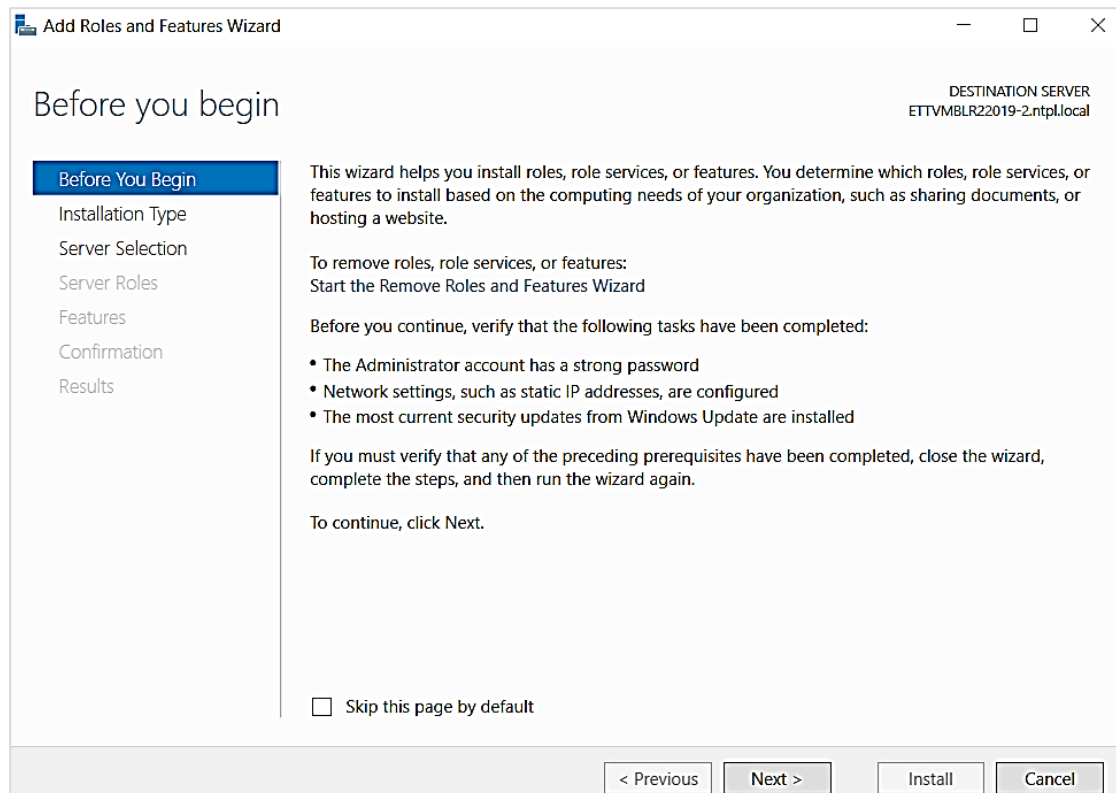 Add Roles and Features Wizard
Before you begin
DESTINATION SERVER
ETTVMBLR22019-2.ntpl.local
Before You Begin
Installation Type
Server Selection
Server Roles
Features
Confirmation
Results
This wizard helps you install roles, role services, or features. You determine which roles, role services, or
features to install based on the computing needs of your organization, such as sharing documents, or
hosting a website.
To remove roles, role services, or features:
Start the Remove Roles and Features Wizard
Before you continue, verify that the following tasks have been completed:
• The Administrator account has a strong password
• Network settings, such as static IP addresses, are configured
• The most current security updates from Windows Update are installed
If you must verify that any of the preceding prerequisites have been completed, close the wizard,
complete the steps, and then run the wizard again.
To continue, click Next.
Skip this page by default
< Previous
Next >
Install
Cancel